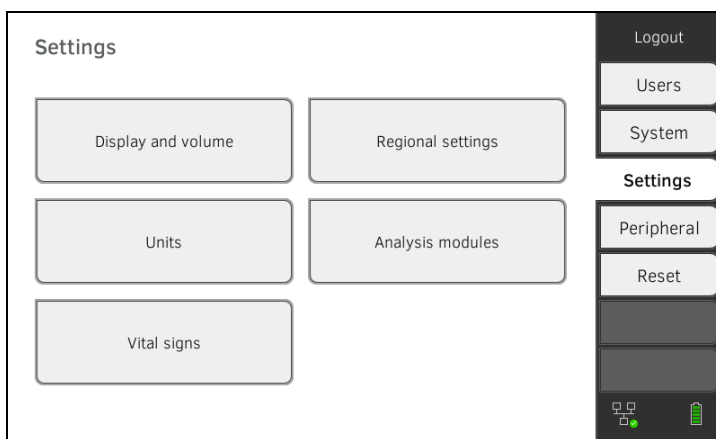 Settings
Display and volume
Regional settings
Units
Analysis modules
Vital signs
Logout
Users
System
Settings
Peripheral
Reset